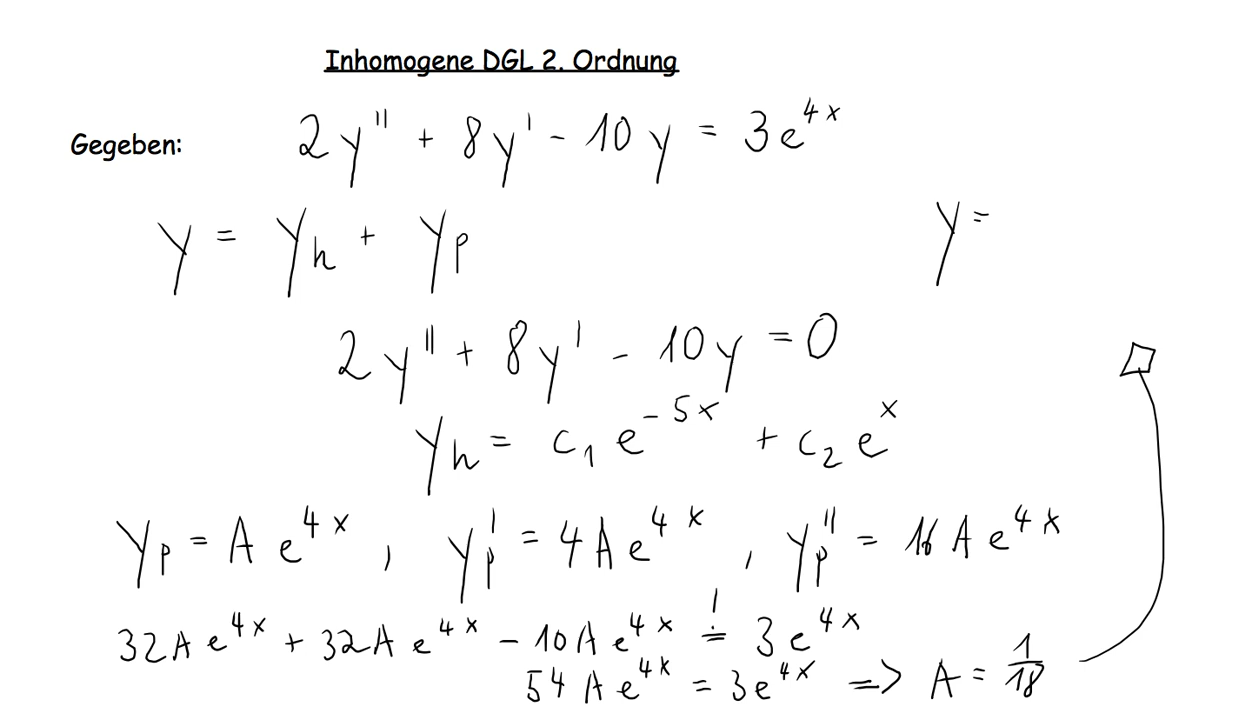 Inhomogene DGL 2. Ordnung
Gegeben: 2y'' + 8y' - 10y = 3e^{4x}
y = y_h + y_p y =
2y'' + 8y' - 10y = 0
y_h = c_1 e^{-5x} + c_2 e^x
y_p = A e^{4x} , y_p' = 4A e^{4x} , y_p'' = 16A e^{4x}
32A e^{4x} + 32A e^{4x} - 10A e^{4x} =! 3e^{4x}
54A e^{4x} = 3e^{4x} => A = 1/18